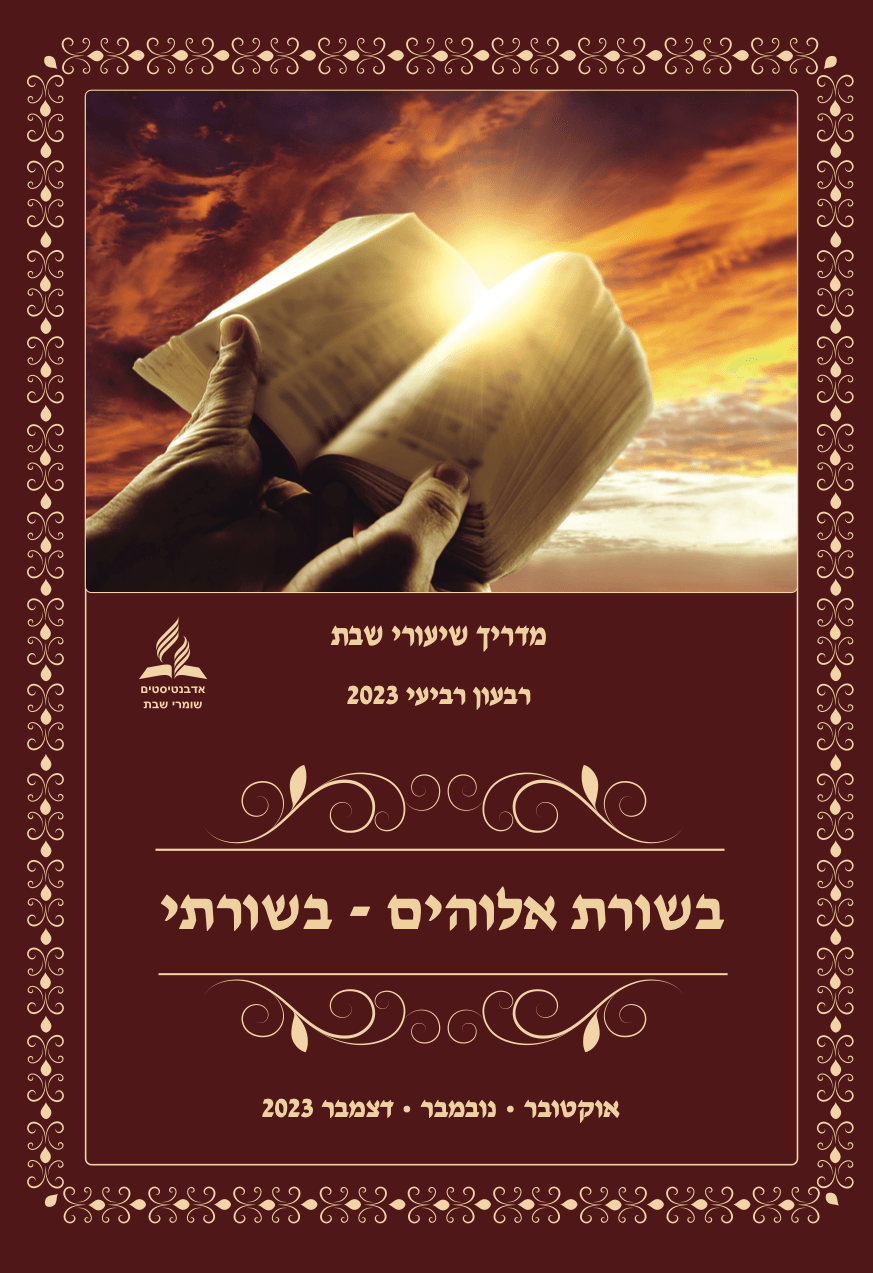 מדריך שיעורי שבת
רבעון רביעי 2023
אדבנטיסטים
שומרי שבת
בשורת אלוהים - בשורתי
אוקטובר • נובמבר • דצמבר 2023